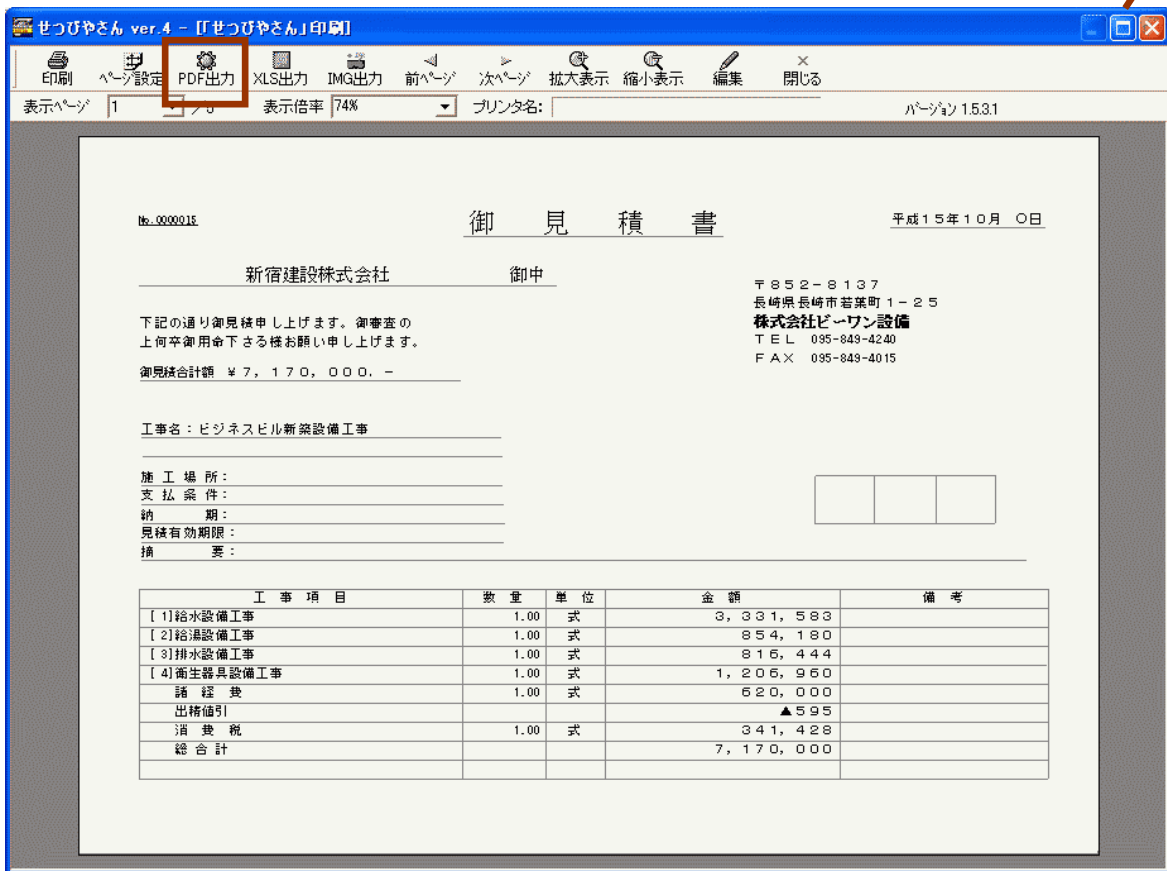 せつびやさん ver.4 - [「せつびやさん」印刷]
印刷 ページ設定 PDF出力 XLS出力 IMG出力 前ページ 次ページ 拡大表示 縮小表示 編集 閉じる
表示ページ 1 表示倍率 74% プリンタ名: バージョン 1.5.3.1
No.0000015 御 見 積 書 平成15年10月 〇日
新宿建設株式会社 御中
〒852-8137
長崎県長崎市若葉町1-25
株式会社ビーワン設備
TEL 095-849-4240
FAX 095-849-4015
下記の通り御見積申し上げます。御審査の
上何卒御用命下さる様お願い申し上げます。
御見積合計額 ¥7,170,000.-
工事名:ビジネスビル新築設備工事
施工場所:
支払条件:
納 期:
見積有効期限:
摘 要:
工 事 項 目 数 量 単 位 金 額 備 考
[ 1]給水設備工事 1.00 式 3,331,583
[ 2]給湯設備工事 1.00 式 854,180
[ 3]排水設備工事 1.00 式 816,444
[ 4]衛生器具設備工事 1.00 式 1,206,960
諸 経 費 1.00 式 620,000
出精値引 ▲595
消 費 税 1.00 式 341,428
総 合 計 7,170,000